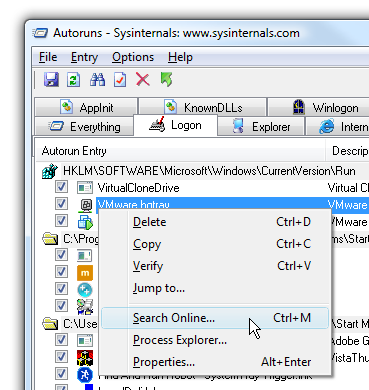 Autoruns - Sysinternals: www.sysinternals.com
File Entry Options Help
AppInit KnownDLLs Winlogon
Everything Logon Explorer Intern
Autorun Entry Descrip
HKLM\SOFTWARE\Microsoft\Windows\CurrentVersion\Run
VirtualCloneDrive Virtual C
VMware hqtray VMware
VMware
C:\Prog ms\Start
Delete Ctrl+D
Copy Ctrl+C
Verify Ctrl+V
Jump to...
Search Online... Ctrl+M
Process Explorer...
Properties... Alt+Enter
C:\Use Start M
Adobe G
VistaThu